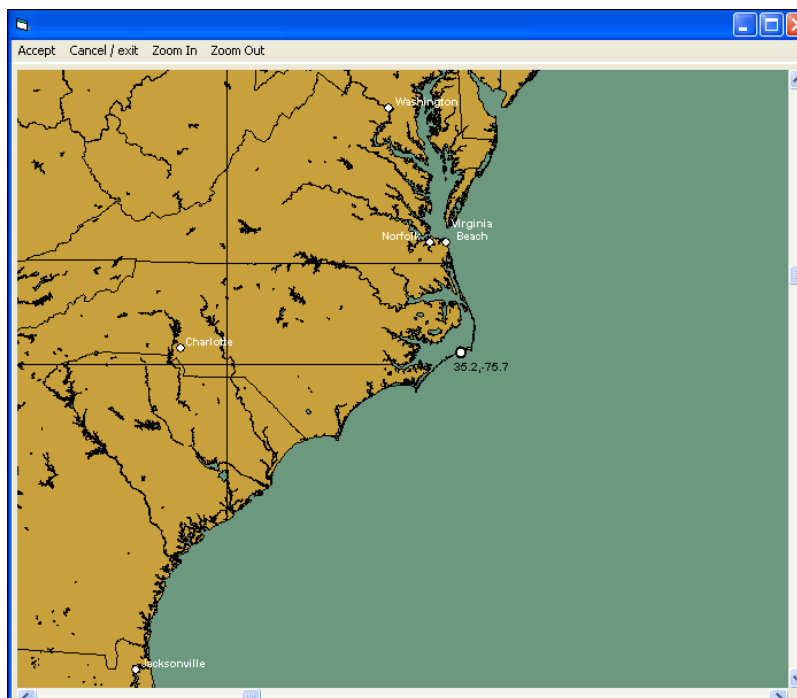 Accept Cancel / exit Zoom In Zoom Out
Washington
Virginia
Beach
Norfolk
Charlotte
35.2,-75.7
Jacksonville